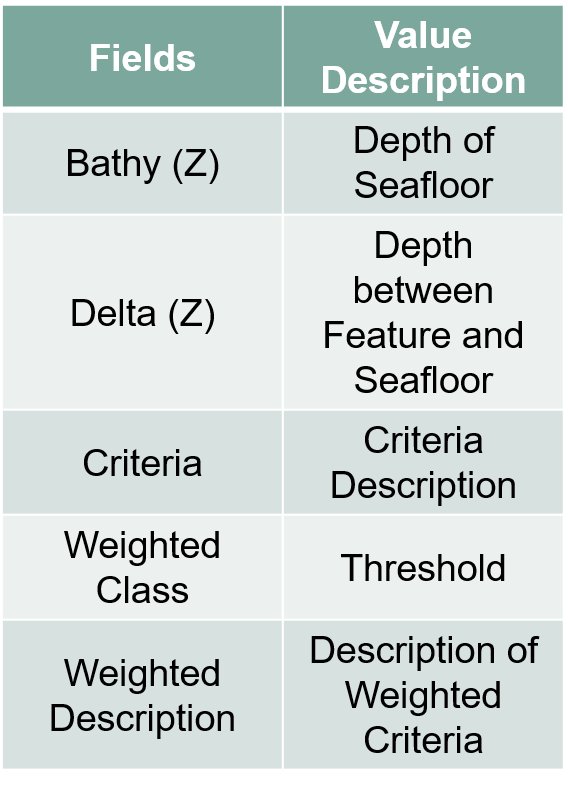 Fields
Value
Description
Bathy (Z)
Depth of
Seafloor
Delta (Z)
Depth
between
Feature and
Seafloor
Criteria
Criteria
Description
Weighted
Class
Threshold
Weighted
Description
Description of
Weighted
Criteria